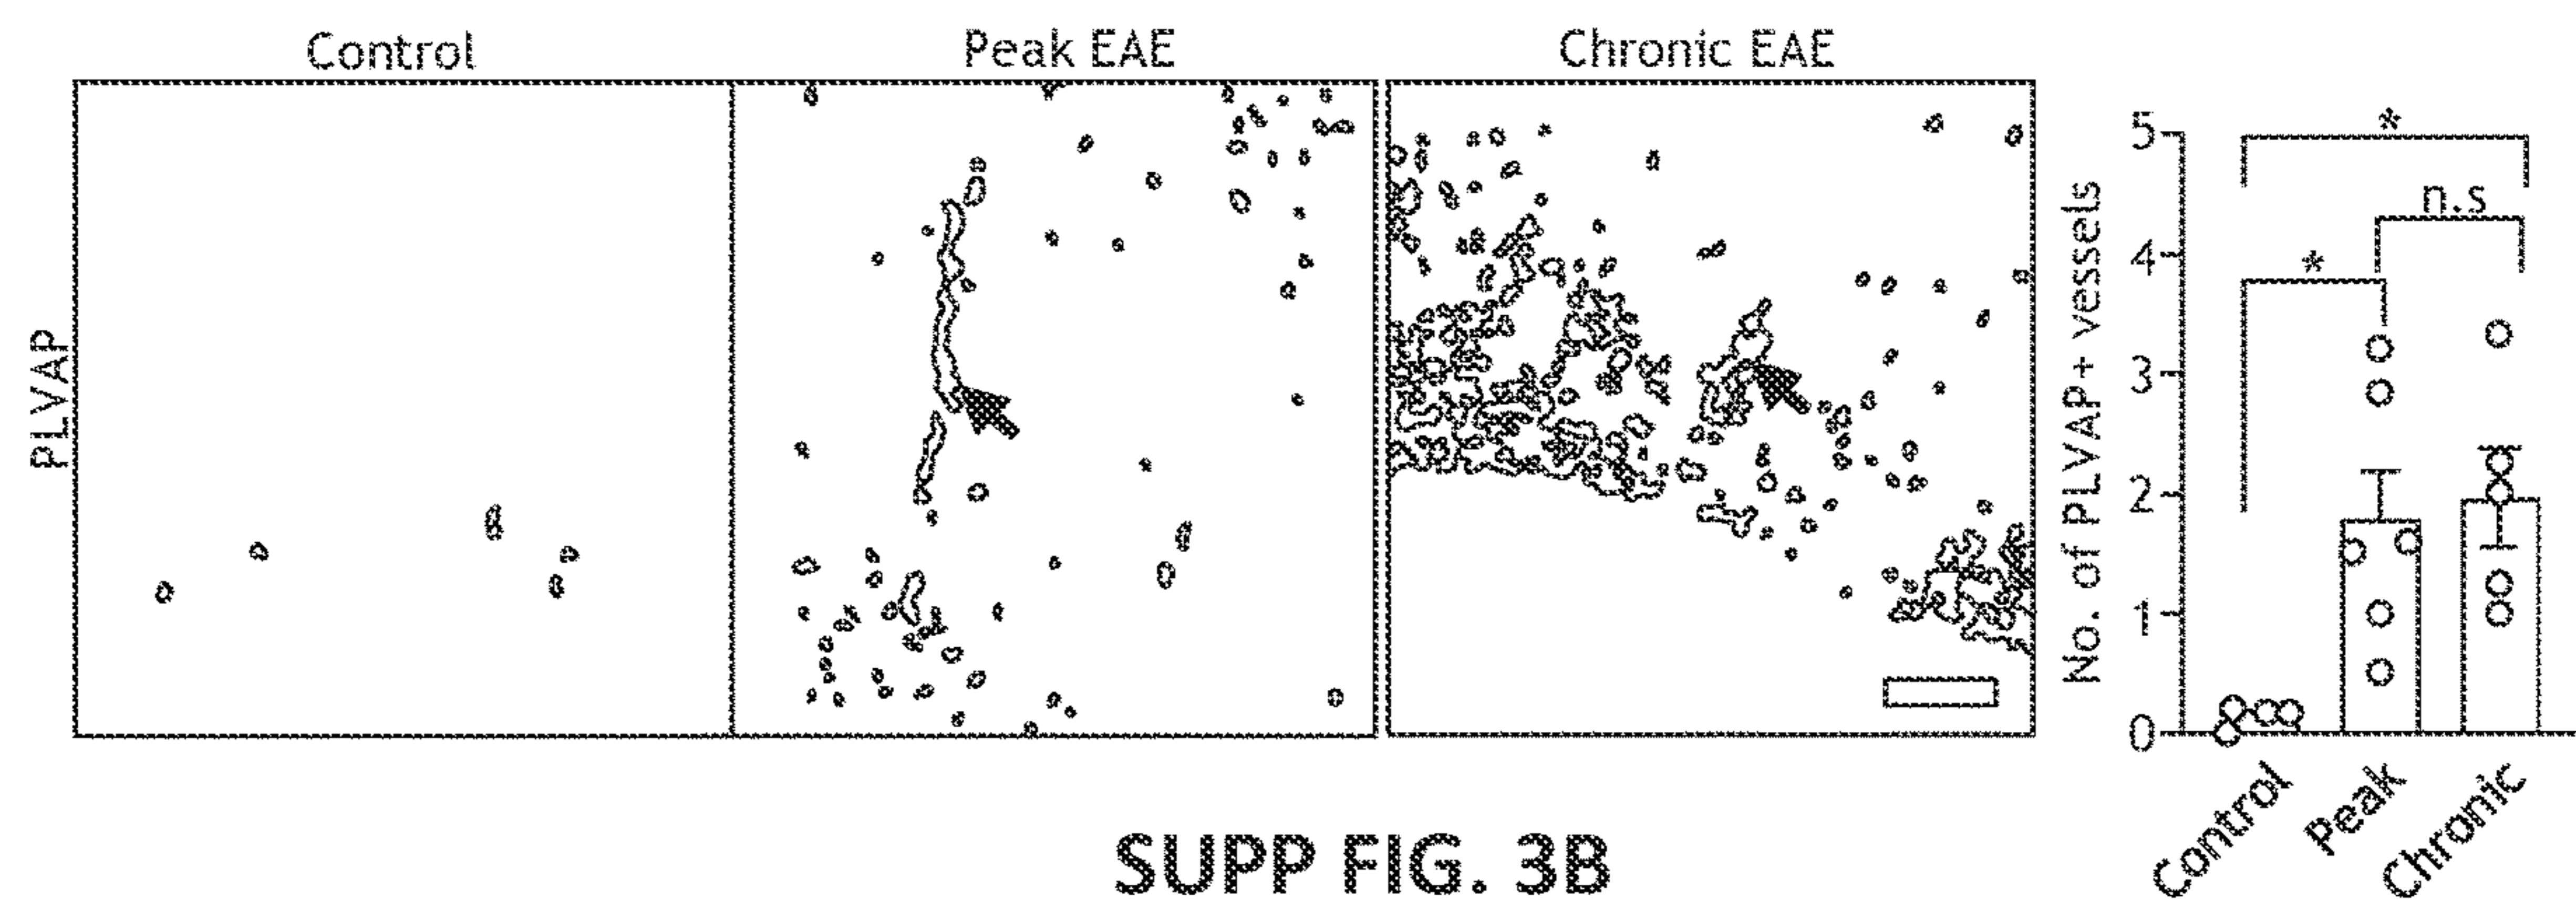 Control
Peak EAE
Chronic EAE
PLVAP
No. of PLVAP+ vessels
5
4
3
2
1
0
*
n.s
*
Control
Peak
Chronic
SUPP FIG. 3B